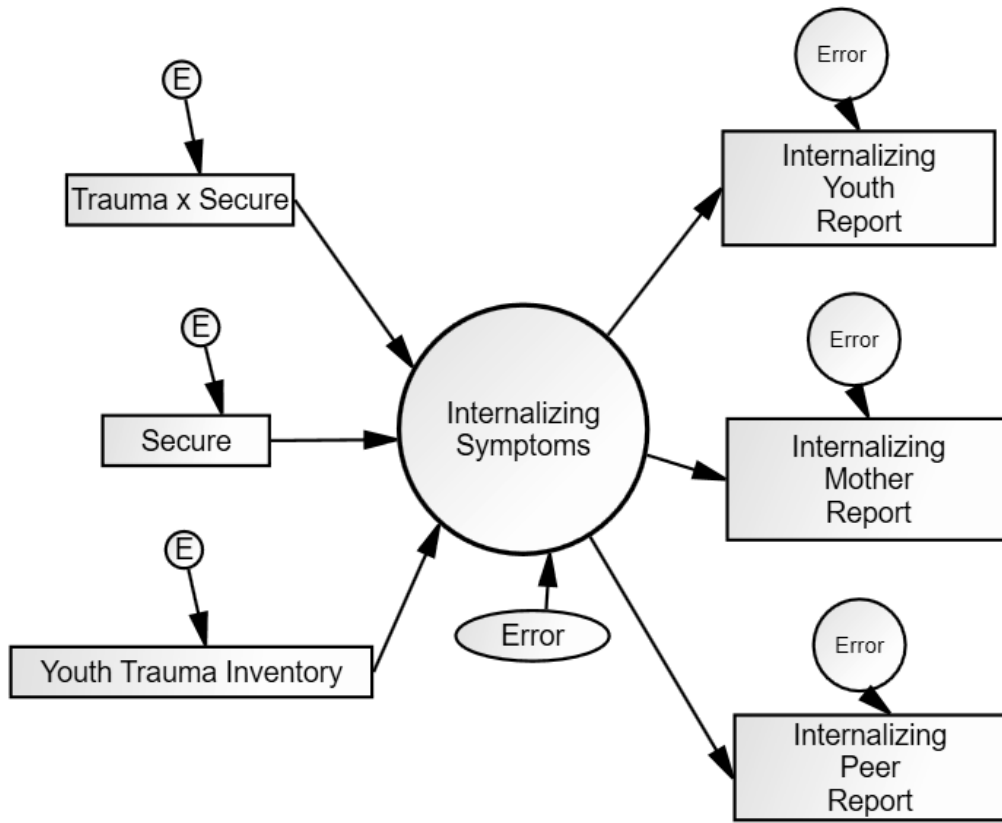 E
Trauma x Secure
E
Secure
E
Youth Trauma Inventory
Internalizing
Symptoms
Error
Error
Internalizing
Youth
Report
Error
Internalizing
Mother
Report
Error
Internalizing
Peer
Report